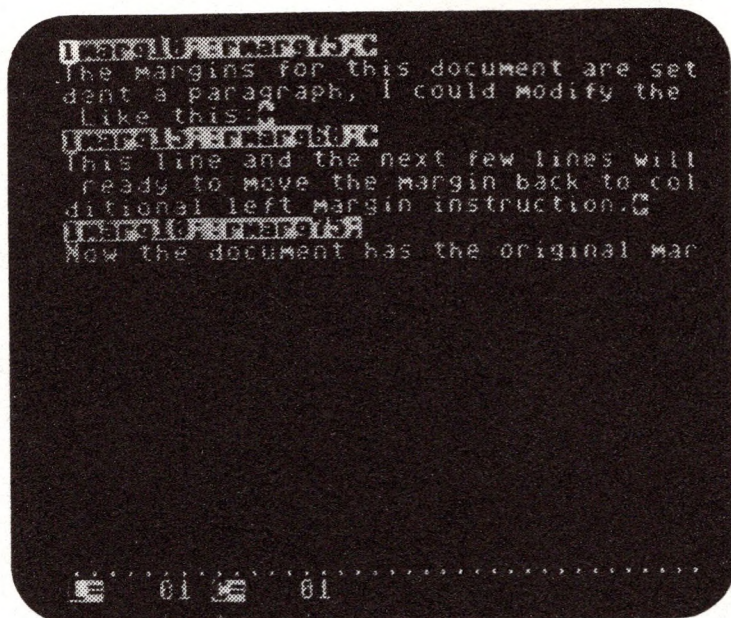 lmarg10;:rmarg75;C
The margins for this document are set
dent a paragraph, I could modify the
 Like this:C
lmarg15;:rmarg60;C
This line and the next few lines will
 ready to move the margin back to col
ditional left margin instruction.C
lmarg10;:rmarg75;
Now the document has the original mar
01 01